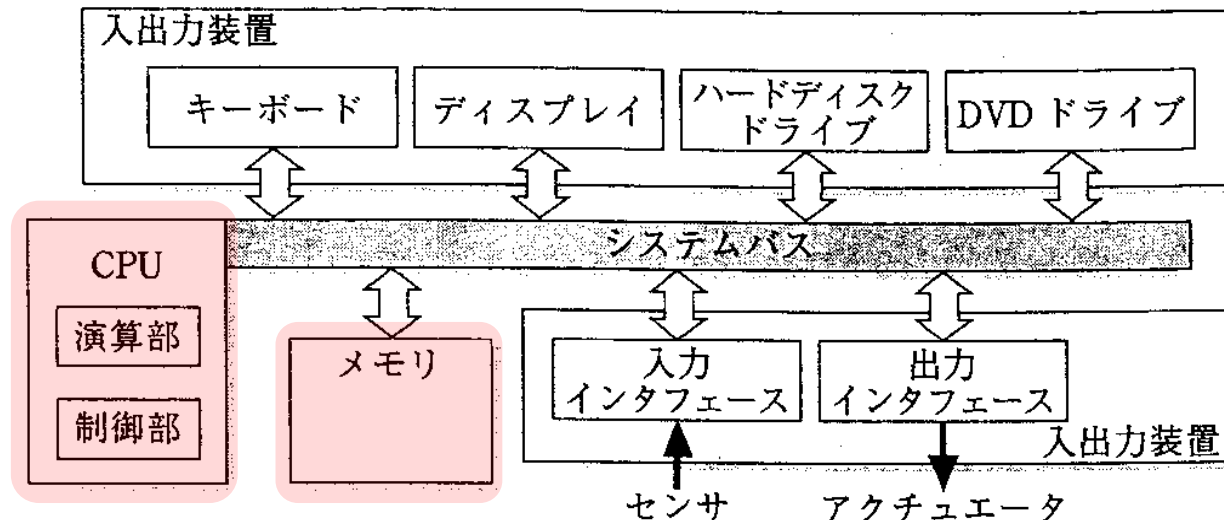 入出力装置
キーボード
ディスプレイ
ハードディスク
ドライブ
DVD ドライブ
システムバス
CPU
演算部
制御部
メモリ
入力
インタフェース
出力
インタフェース
入出力装置
センサ
アクチュエータ